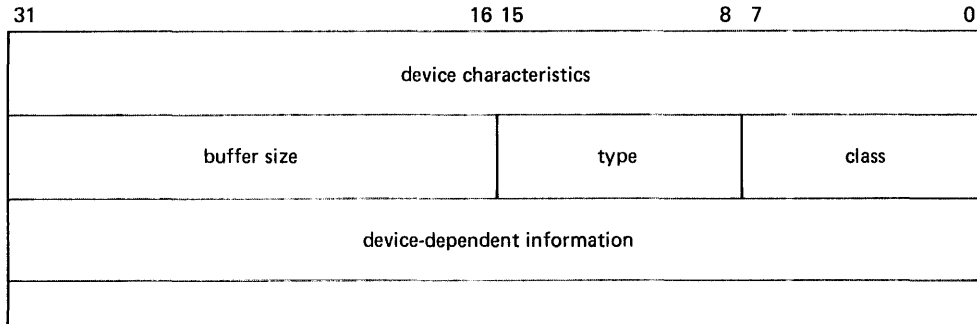 31 16 15 8 7 0
device characteristics
buffer size type class
device-dependent information